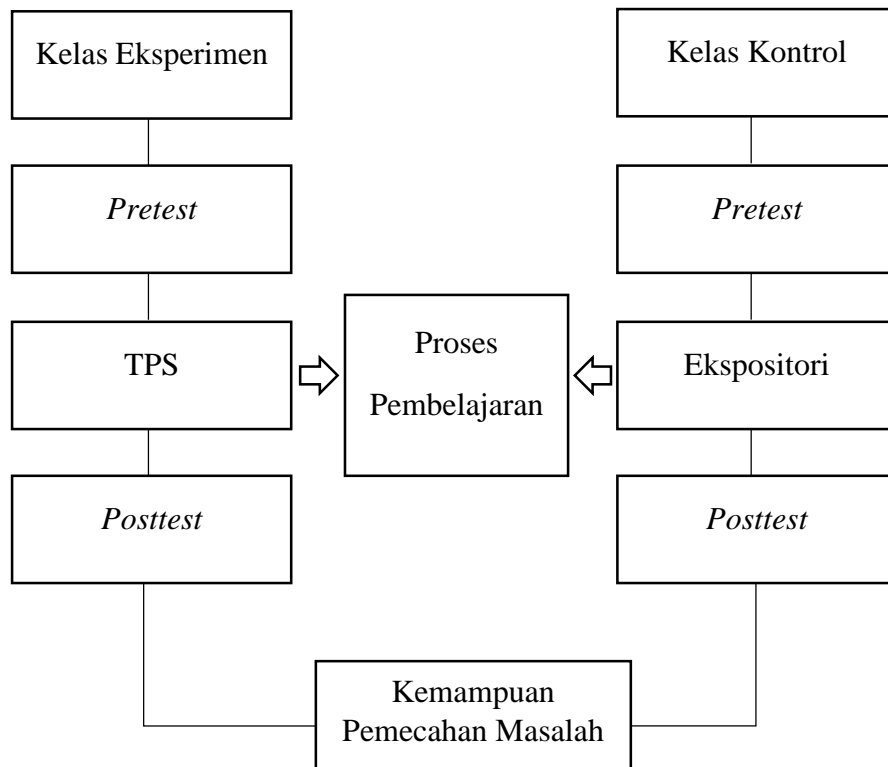 Kelas Eksperimen
Kelas Kontrol
Pretest
Pretest
TPS
Proses
Pembelajaran
Ekspositori
Posttest
Posttest
Kemampuan
Pemecahan Masalah